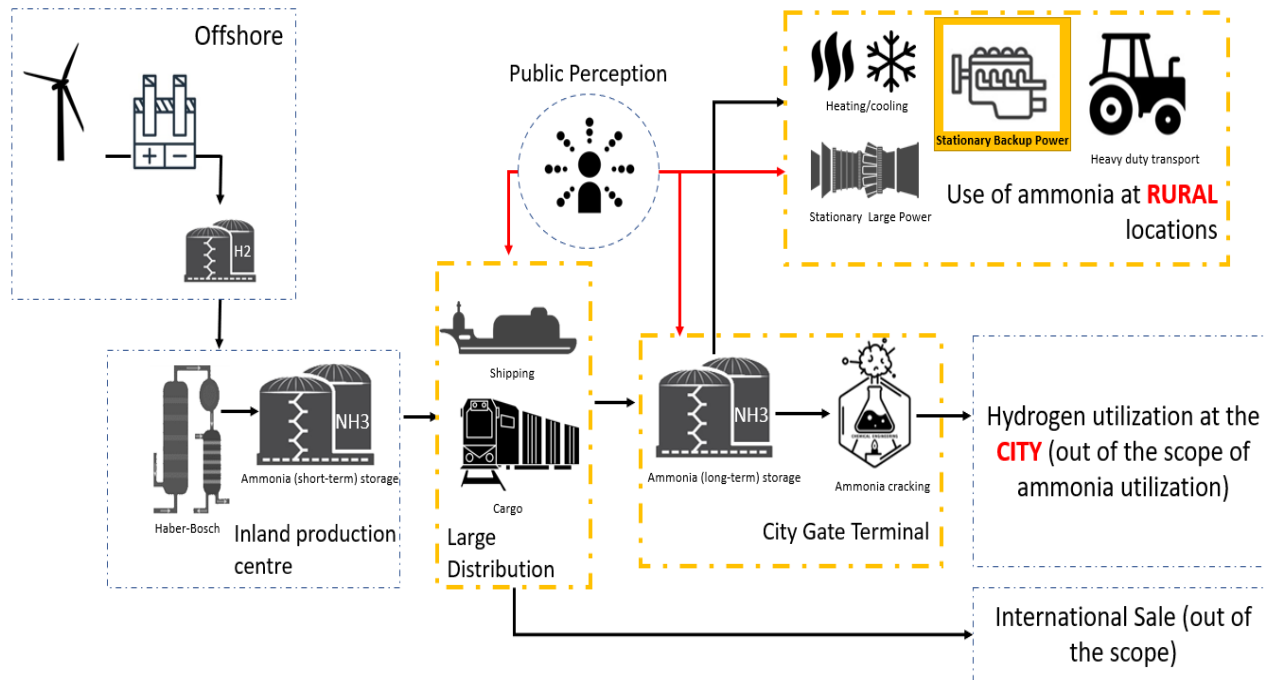 Offshore
H2
Public Perception
Heating/cooling
Stationary Backup Power
Heavy duty transport
Stationary Large Power
Use of ammonia at RURAL
locations
Haber-Bosch
NH3
Ammonia (short-term) storage
Inland production
centre
Shipping
Cargo
Large
Distribution
NH3
Ammonia (long-term) storage
CHEMICAL ENGINEERING
Ammonia cracking
City Gate Terminal
Hydrogen utilization at the
CITY (out of the scope of
ammonia utilization)
International Sale (out of
the scope)